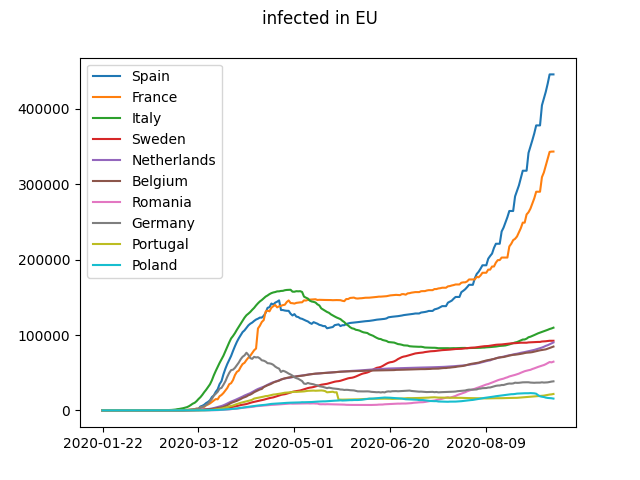 infected in EU
Spain
France
Italy
Sweden
Netherlands
Belgium
Romania
Germany
Portugal
Poland
400000
300000
200000
100000
0
2020-01-22 2020-03-12 2020-05-01 2020-06-20 2020-08-09